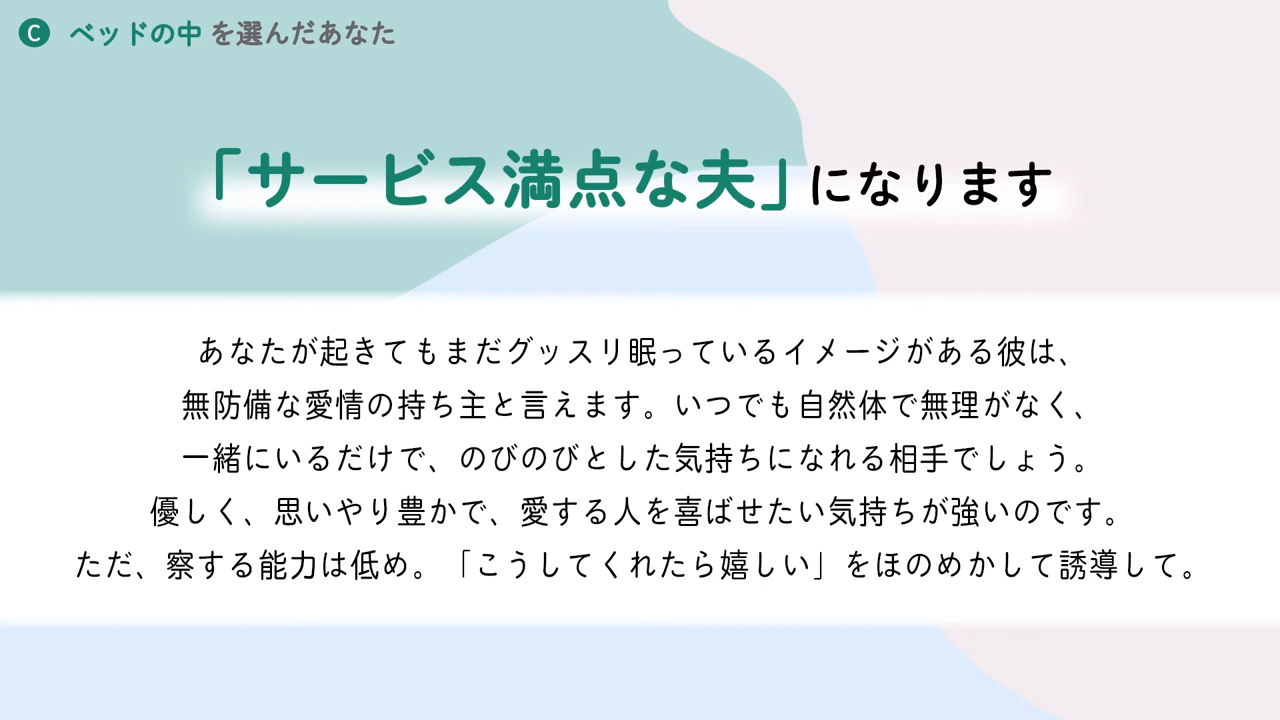 C ベッドの中 を選んだあなた
「サービス満点な夫」になります
あなたが起きてもまだグッスリ眠っているイメージがある彼は、
無防備な愛情の持ち主と言えます。いつでも自然体で無理がなく、
一緒にいるだけで、のびのびとした気持ちになれる相手でしょう。
優しく、思いやり豊かで、愛する人を喜ばせたい気持ちが強いのです。
ただ、察する能力は低め。「こうしてくれたら嬉しい」をほのめかして誘導して。